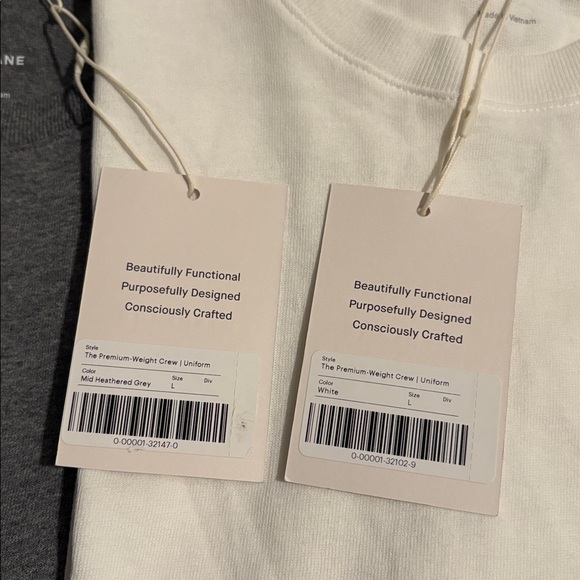 ANE
Vietnam
Beautifully Functional
Purposefully Designed
Consciously Crafted
Style
The Premium-Weight Crew | Uniform
Color Size Div
Mid Heathered Grey L
0-00001-32147-0
Beautifully Functional
Purposefully Designed
Consciously Crafted
Style
The Premium-Weight Crew | Uniform
Color Size Div
White L
0-00001-32102-9